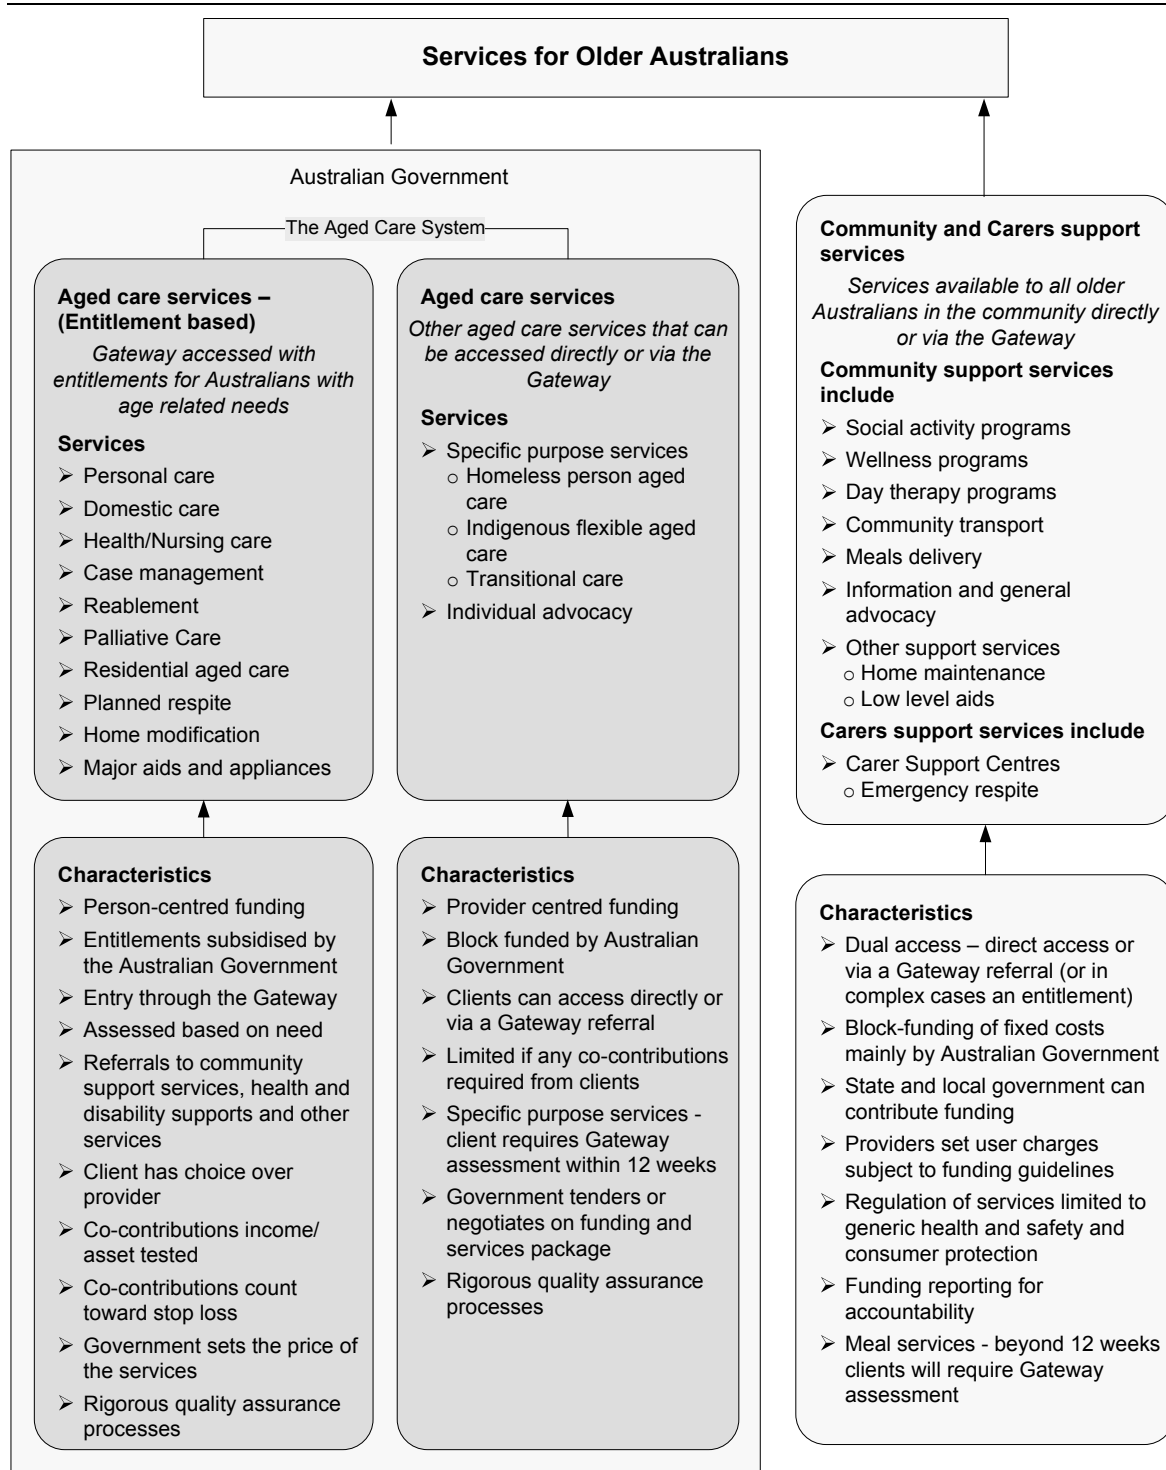 Services for Older Australians
Australian Government
The Aged Care System
Aged care services –
(Entitlement based)
Gateway accessed with
entitlements for Australians with
age related needs
Services
➢ Personal care
➢ Domestic care
➢ Health/Nursing care
➢ Case management
➢ Reablement
➢ Palliative Care
➢ Residential aged care
➢ Planned respite
➢ Home modification
➢ Major aids and appliances
Characteristics
➢ Person-centred funding
➢ Entitlements subsidised by
the Australian Government
➢ Entry through the Gateway
➢ Assessed based on need
➢ Referrals to community
support services, health and
disability supports and other
services
➢ Client has choice over
provider
➢ Co-contributions income/
asset tested
➢ Co-contributions count
toward stop loss
➢ Government sets the price of
the services
➢ Rigorous quality assurance
processes
Aged care services
Other aged care services that can
be accessed directly or via the
Gateway
Services
➢ Specific purpose services
o Homeless person aged
care
o Indigenous flexible aged
care
o Transitional care
➢ Individual advocacy
Characteristics
➢ Provider centred funding
➢ Block funded by Australian
Government
➢ Clients can access directly or
via a Gateway referral
➢ Limited if any co-contributions
required from clients
➢ Specific purpose services -
client requires Gateway
assessment within 12 weeks
➢ Government tenders or
negotiates on funding and
services package
➢ Rigorous quality assurance
processes
Community and Carers support
services
Services available to all older
Australians in the community directly
or via the Gateway
Community support services
include
➢ Social activity programs
➢ Wellness programs
➢ Day therapy programs
➢ Community transport
➢ Meals delivery
➢ Information and general
advocacy
➢ Other support services
o Home maintenance
o Low level aids
Carers support services include
➢ Carer Support Centres
o Emergency respite
Characteristics
➢ Dual access – direct access or
via a Gateway referral (or in
complex cases an entitlement)
➢ Block-funding of fixed costs
mainly by Australian Government
➢ State and local government can
contribute funding
➢ Providers set user charges
subject to funding guidelines
➢ Regulation of services limited to
generic health and safety and
consumer protection
➢ Funding reporting for
accountability
➢ Meal services - beyond 12 weeks
clients will require Gateway
assessment